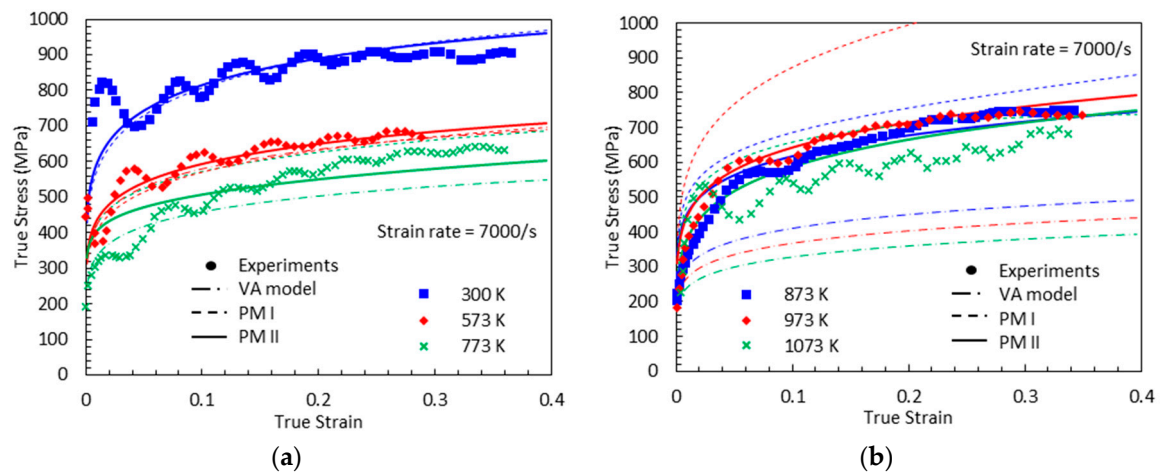 1000
900
800
700
600
500
400
300
200
100
0
True Stress (MPa)
Strain rate = 7000/s
Experiments
VA model
PM I
PM II
300 K
573 K
773 K
0 0.1 0.2 0.3 0.4
True Strain
(a)
1000
900
800
700
600
500
400
300
200
100
0
True Stress (MPa)
Strain rate = 7000/s
Experiments
VA model
PM I
PM II
873 K
973 K
1073 K
0 0.1 0.2 0.3 0.4
True Strain
(b)